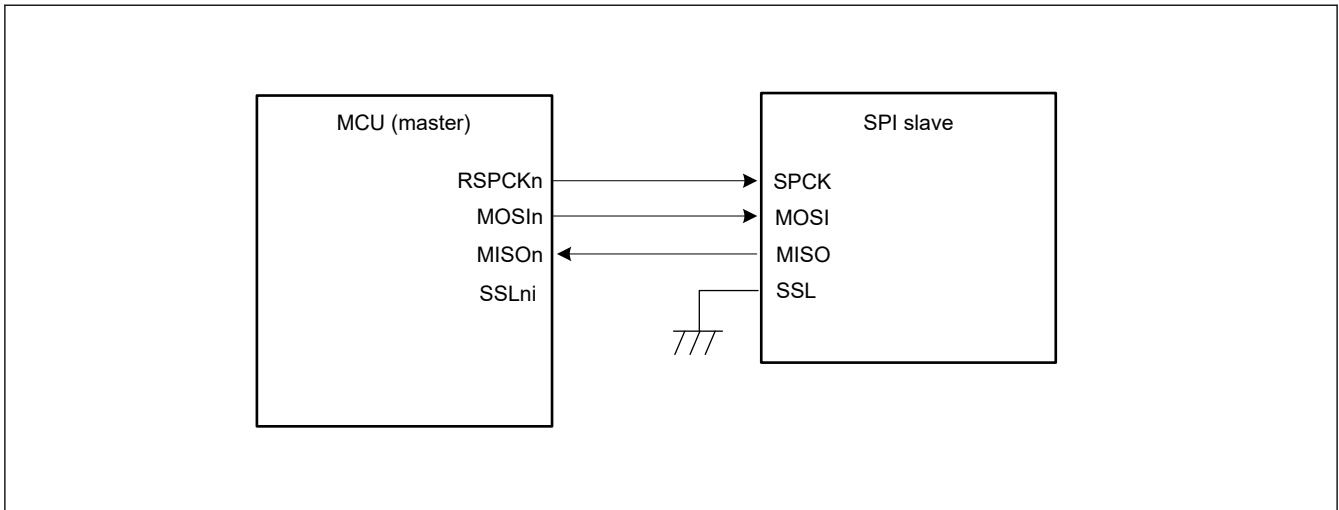 MCU (master)
RSPCKn
MOSIn
MISOn
SSLni
SPI slave
SPCK
MOSI
MISO
SSL